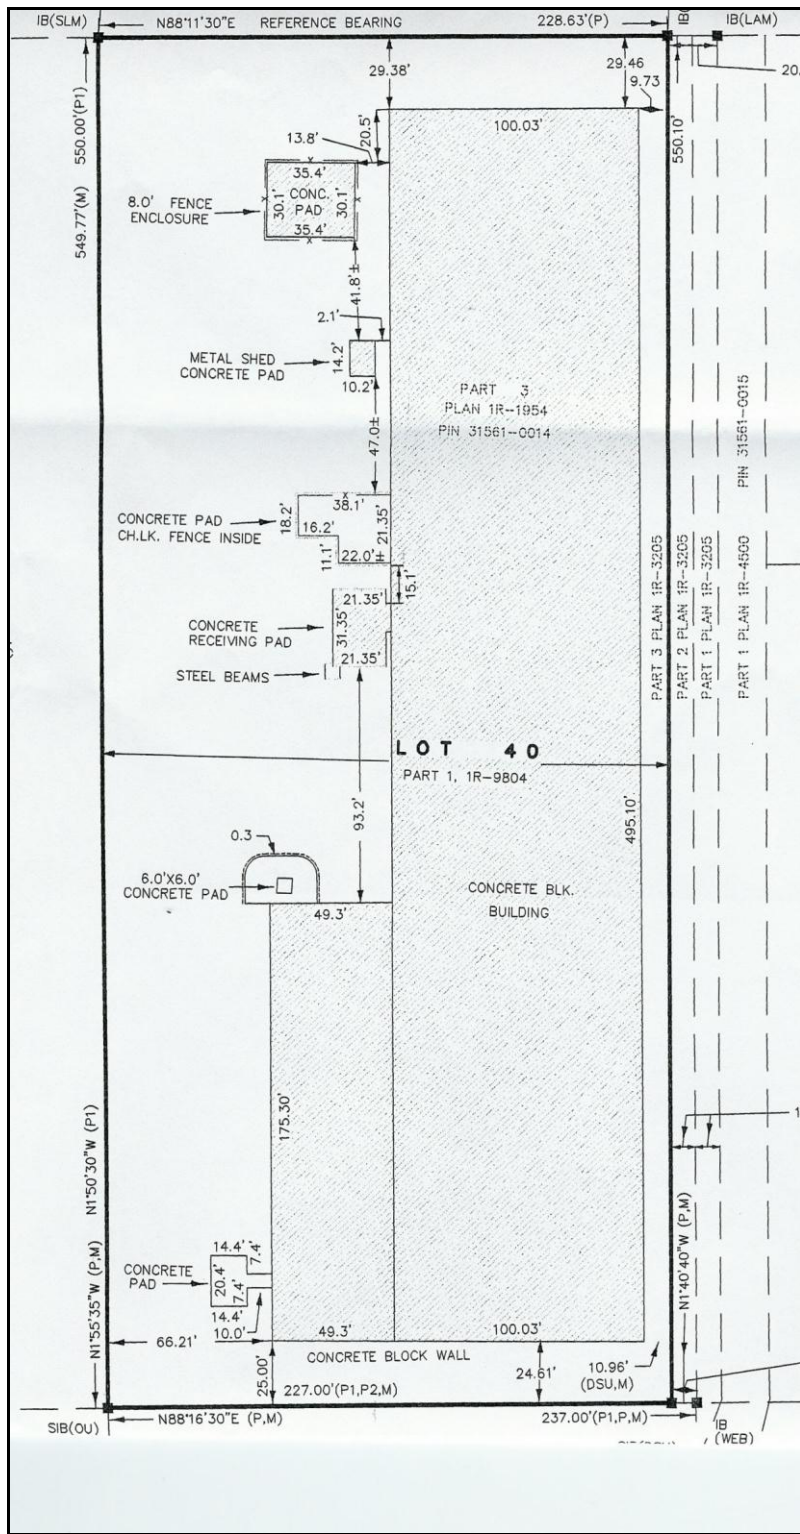 IB(SLM)
N88°11'30"E REFERENCE BEARING
228.63'(P)
IB(
IB(LAM)
20.
550.00'(P1)
549.77'(M)
29.38'
29.46
9.73
550.10'
13.8'
20.5'
100.03'
35.4'
CONC.
PAD
30.1'
30.1'
35.4'
8.0' FENCE
ENCLOSURE
41.8'±
2.1'
METAL SHED
CONCRETE PAD
14.2'
10.2'
47.0±
PART 3
PLAN 1R-1954
PIN 31561-0014
PIN 31561-0015
38.1'
18.2'
16.2'
21.35'
CONCRETE PAD
CH.LK. FENCE INSIDE
11.1'
22.0'±
15.1'
21.35'
31.35'
21.35'
CONCRETE
RECEIVING PAD
STEEL BEAMS
PART 3 PLAN 1R-3205
PART 2 PLAN 1R-3205
PART 1 PLAN 1R-3205
PART 1 PLAN 1R-4500
LOT 40
PART 1, 1R-9804
93.2'
495.10'
0.3
6.0'X6.0'
CONCRETE PAD
49.3'
CONCRETE BLK.
BUILDING
175.30'
N1°50'30"W (P1)
N1°55'35"W (P,M)
N1°40'40"W (P,M)
1
14.4'
7.4'
20.4'
7.4'
14.4'
10.0'
CONCRETE
PAD
66.21'
49.3'
100.03'
CONCRETE BLOCK WALL
25.00'
24.61'
10.96'
(DSU,M)
227.00'(P1,P2,M)
N88°16'30"E (P,M)
237.00'(P1,P,M)
SIB(OU)
IB
(WEB)